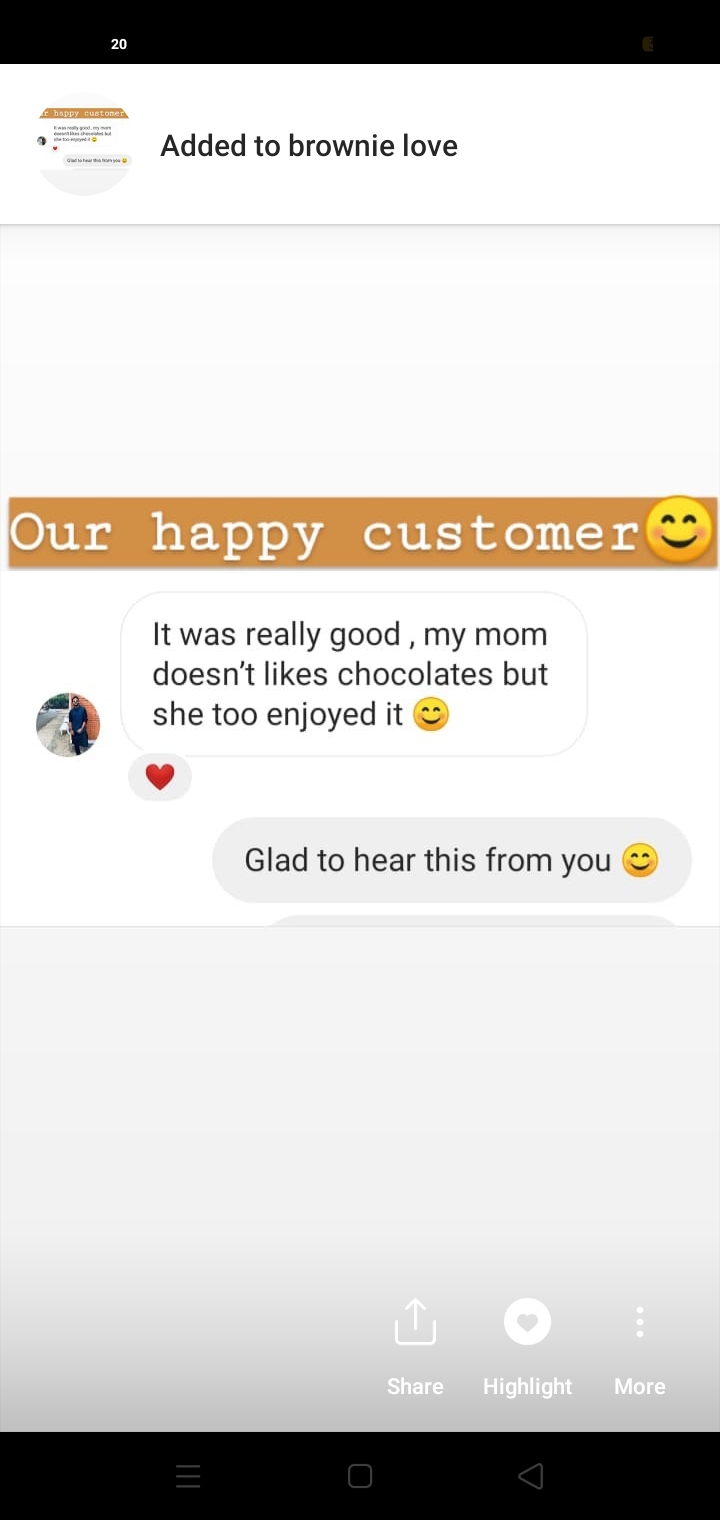 20
r happy customer
It was really good , my mom
doesn't likes chocolates but
she too enjoyed it 😊
❤️
Glad to hear this from you 😊
Added to brownie love
Our happy customer😊
It was really good , my mom
doesn't likes chocolates but
she too enjoyed it 😊
❤️
Glad to hear this from you 😊
Share Highlight More